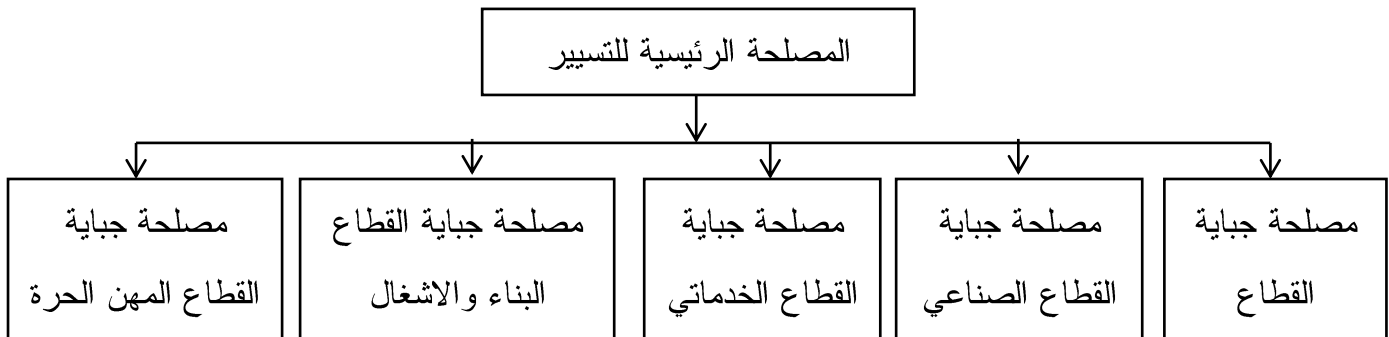 المصلحة الرئيسية للتسيير
مصلحة جباية
القطاع
مصلحة جباية
القطاع الصناعي
مصلحة جباية
القطاع الخدماتي
مصلحة جباية القطاع
البناء والاشغال
مصلحة جباية
القطاع المهن الحرة